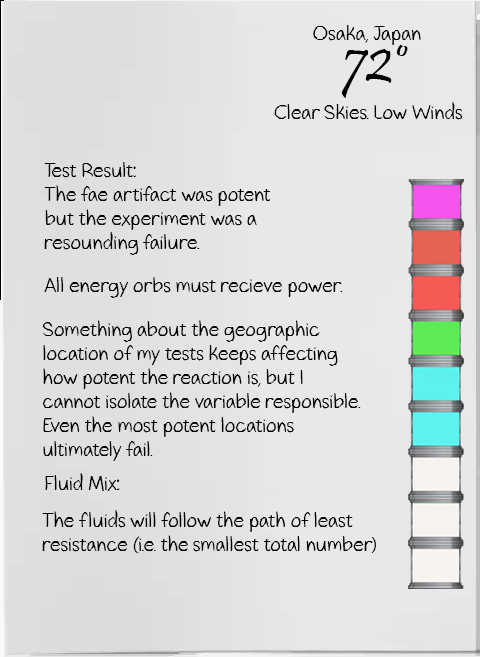 Osaka, Japan
72°
Clear Skies. Low Winds
Test Result:
The fae artifact was potent
but the experiment was a
resounding failure.
All energy orbs must recieve power.
Something about the geographic
location of my tests keeps affecting
how potent the reaction is, but I
cannot isolate the variable responsible.
Even the most potent locations
ultimately fail.
Fluid Mix:
The fluids will follow the path of least
resistance (i.e. the smallest total number)